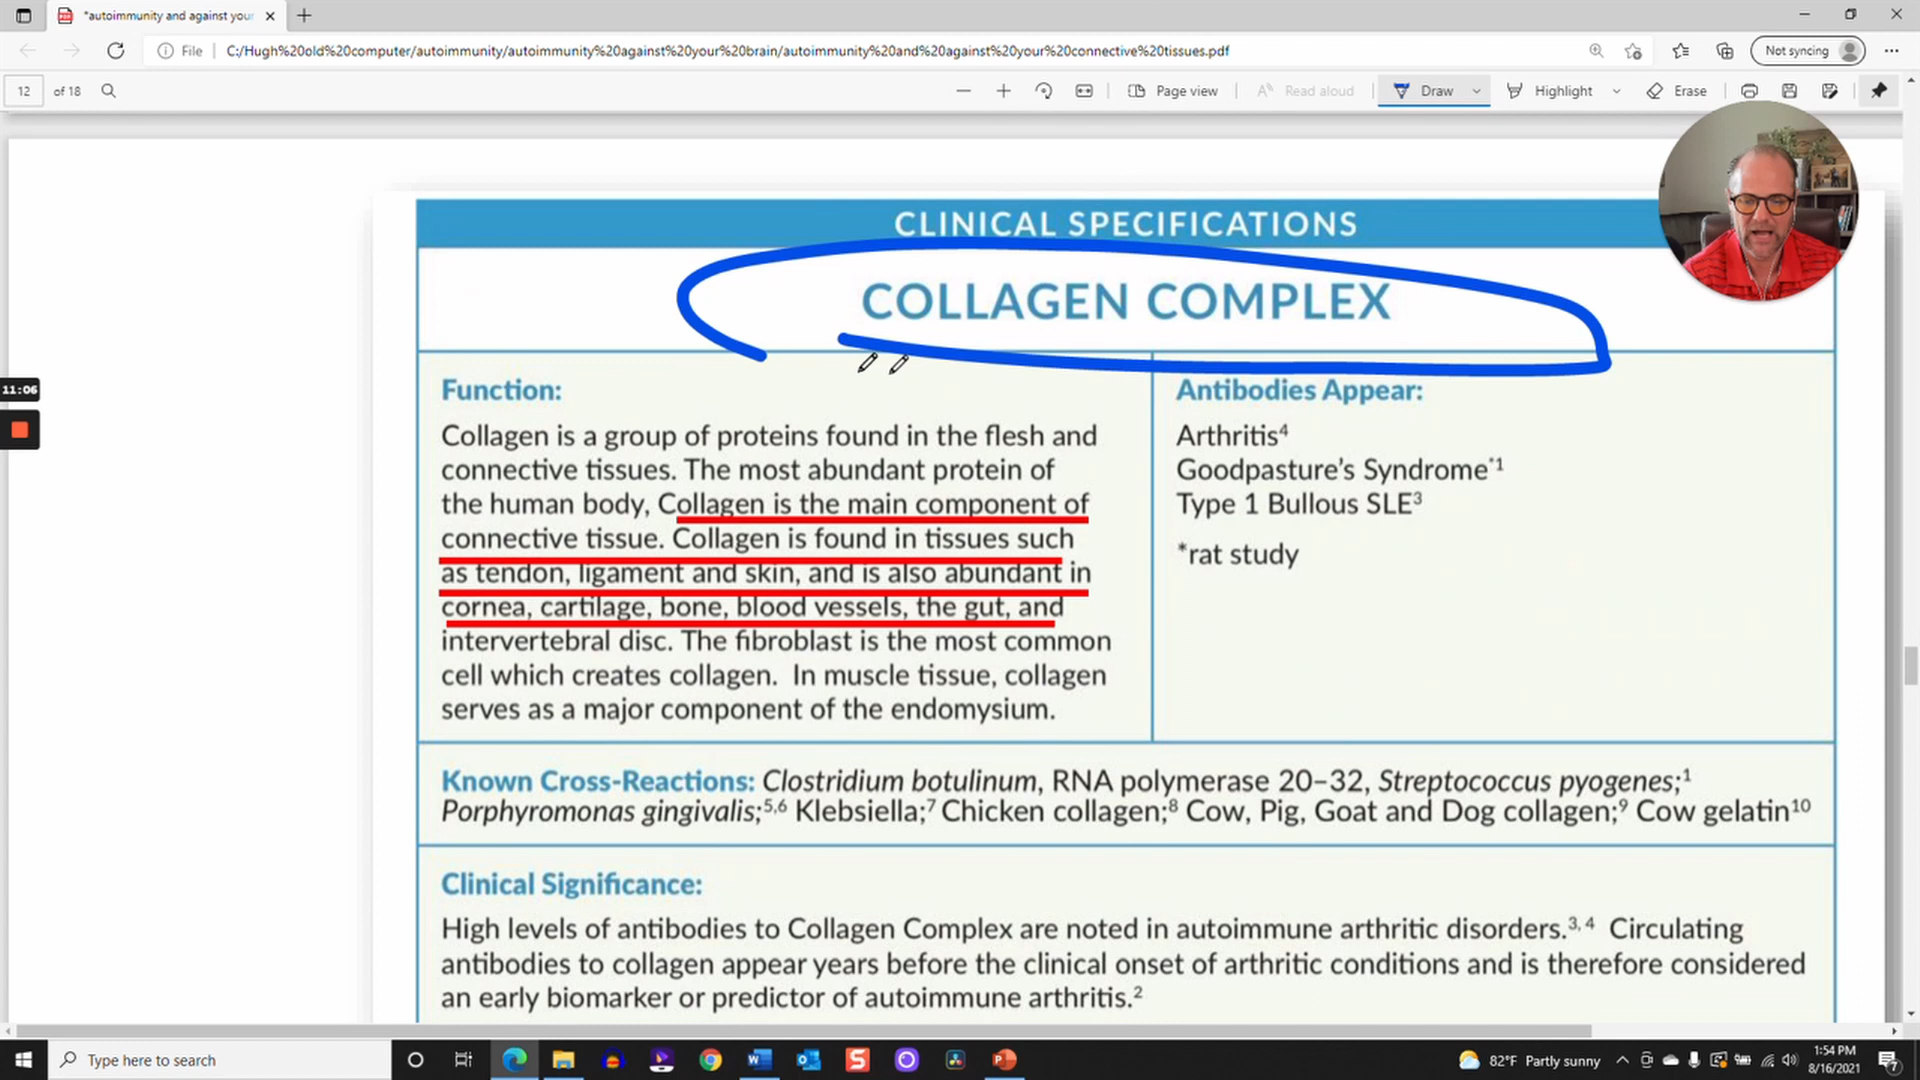 *autoimmunity and against your
File
C:/Hugh%20old%20computer/autoimmunity/autoimmunity%20against%20your%20brain/autoimmunity%20and%20against%20your%20connective%20tissues.pdf
Not syncing
12 of 18
Page view
Read aloud
Draw
Highlight
Erase
CLINICAL SPECIFICATIONS
COLLAGEN COMPLEX
11:06
Function:
Collagen is a group of proteins found in the flesh and
connective tissues. The most abundant protein of
the human body, Collagen is the main component of
connective tissue. Collagen is found in tissues such
as tendon, ligament and skin, and is also abundant in
cornea, cartilage, bone, blood vessels, the gut, and
intervertebral disc. The fibroblast is the most common
cell which creates collagen. In muscle tissue, collagen
serves as a major component of the endomysium.
Antibodies Appear:
Arthritis⁴
Goodpasture’s Syndrome*¹
Type 1 Bullous SLE³
*rat study
Known Cross-Reactions: Clostridium botulinum, RNA polymerase 20–32, Streptococcus pyogenes;¹
Porphyromonas gingivalis;⁵,⁶ Klebsiella;⁷ Chicken collagen;⁸ Cow, Pig, Goat and Dog collagen;⁹ Cow gelatin¹⁰
Clinical Significance:
High levels of antibodies to Collagen Complex are noted in autoimmune arthritic disorders.³,⁴ Circulating
antibodies to collagen appear years before the clinical onset of arthritic conditions and is therefore considered
an early biomarker or predictor of autoimmune arthritis.²
Type here to search
82°F Partly sunny
1:54 PM
8/16/2021